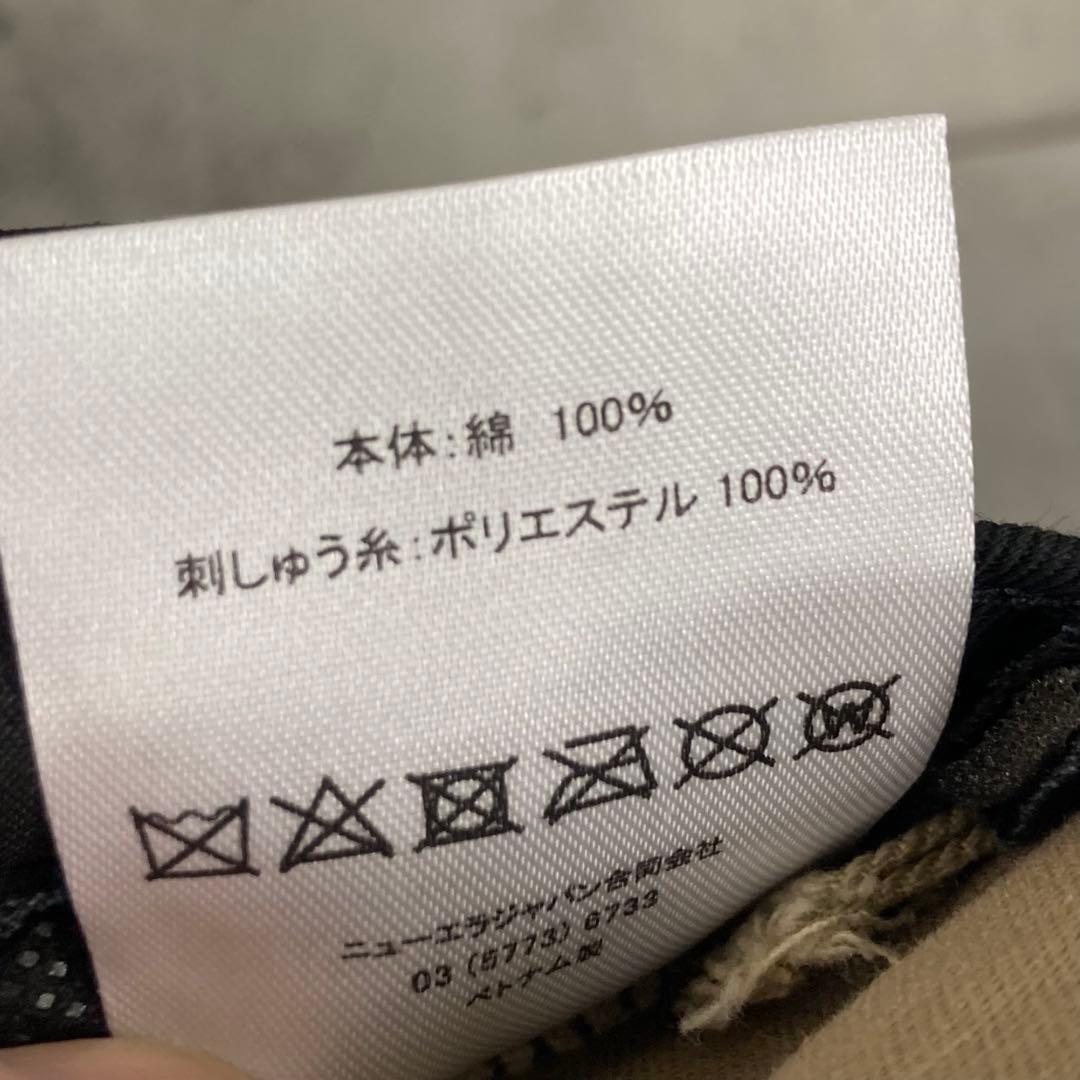 本体:綿 100%
刺しゅう糸:ポリエステル 100%
ニューエラジャパン合同会社
03 (5773) 6733
ベトナム製